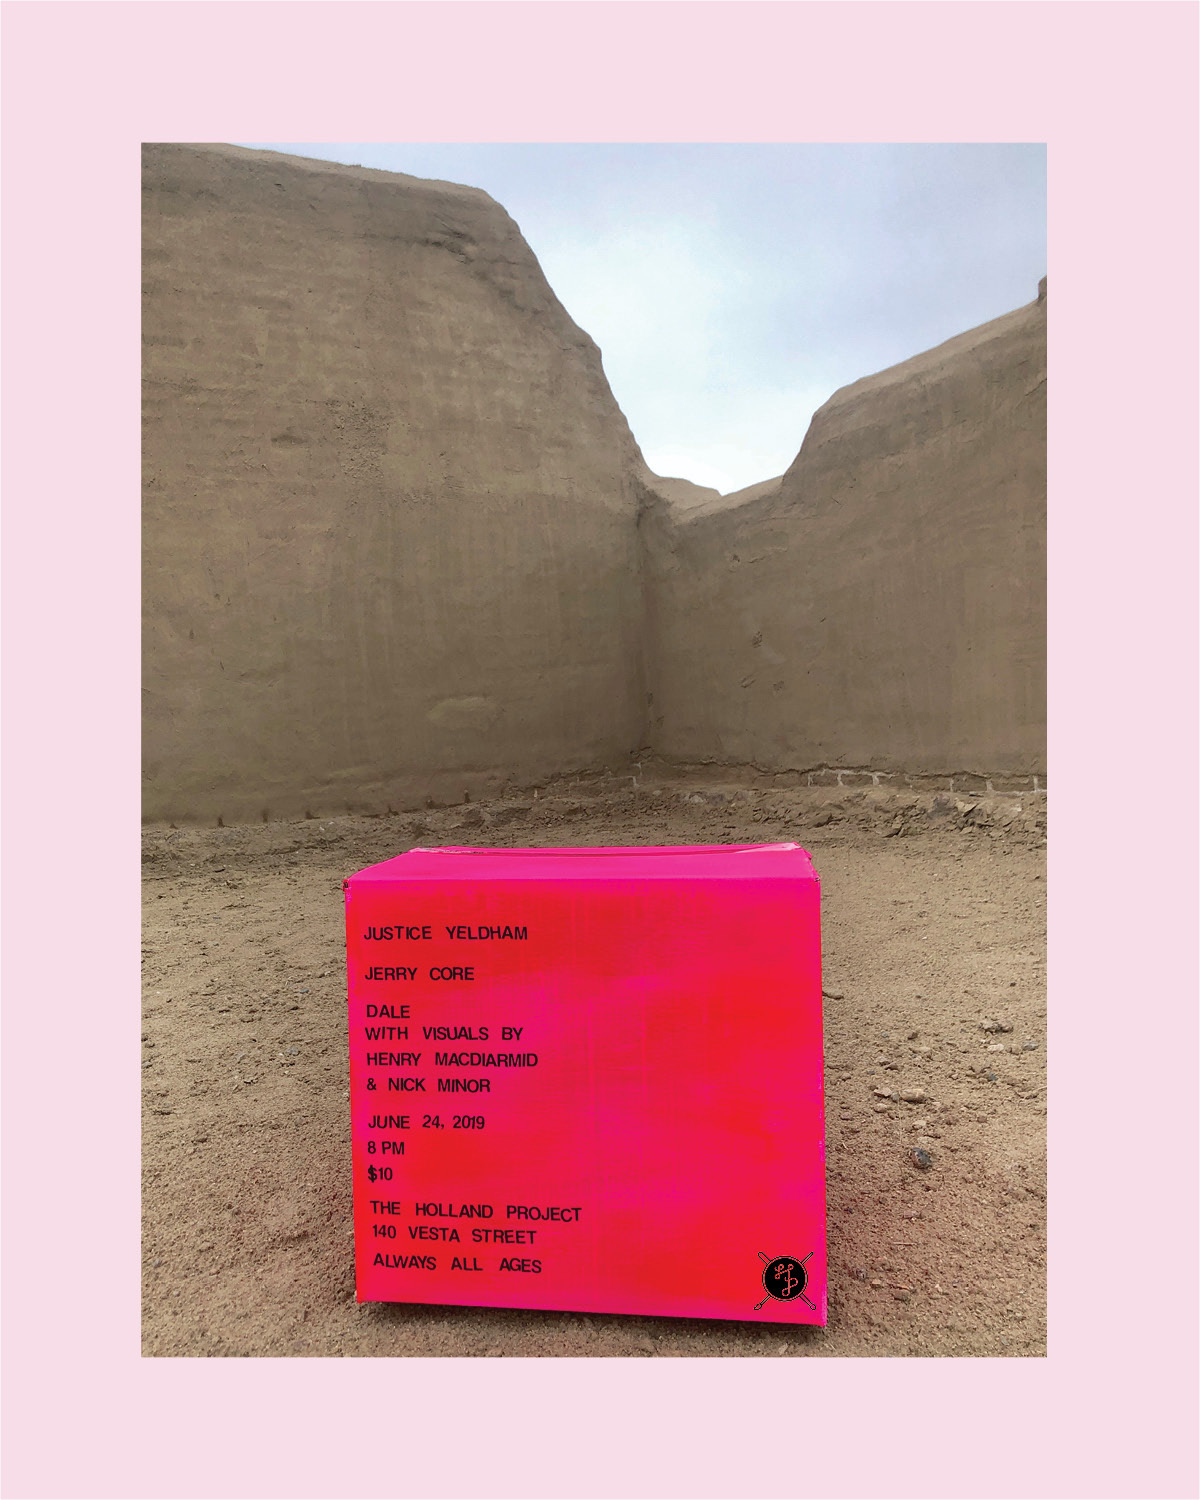 JUSTICE YELDHAM
JERRY CORE
DALE
WITH VISUALS BY
HENRY MACDIARMID
& NICK MINOR
JUNE 24, 2019
8 PM
$10
THE HOLLAND PROJECT
140 VESTA STREET
ALWAYS ALL AGES
HJP